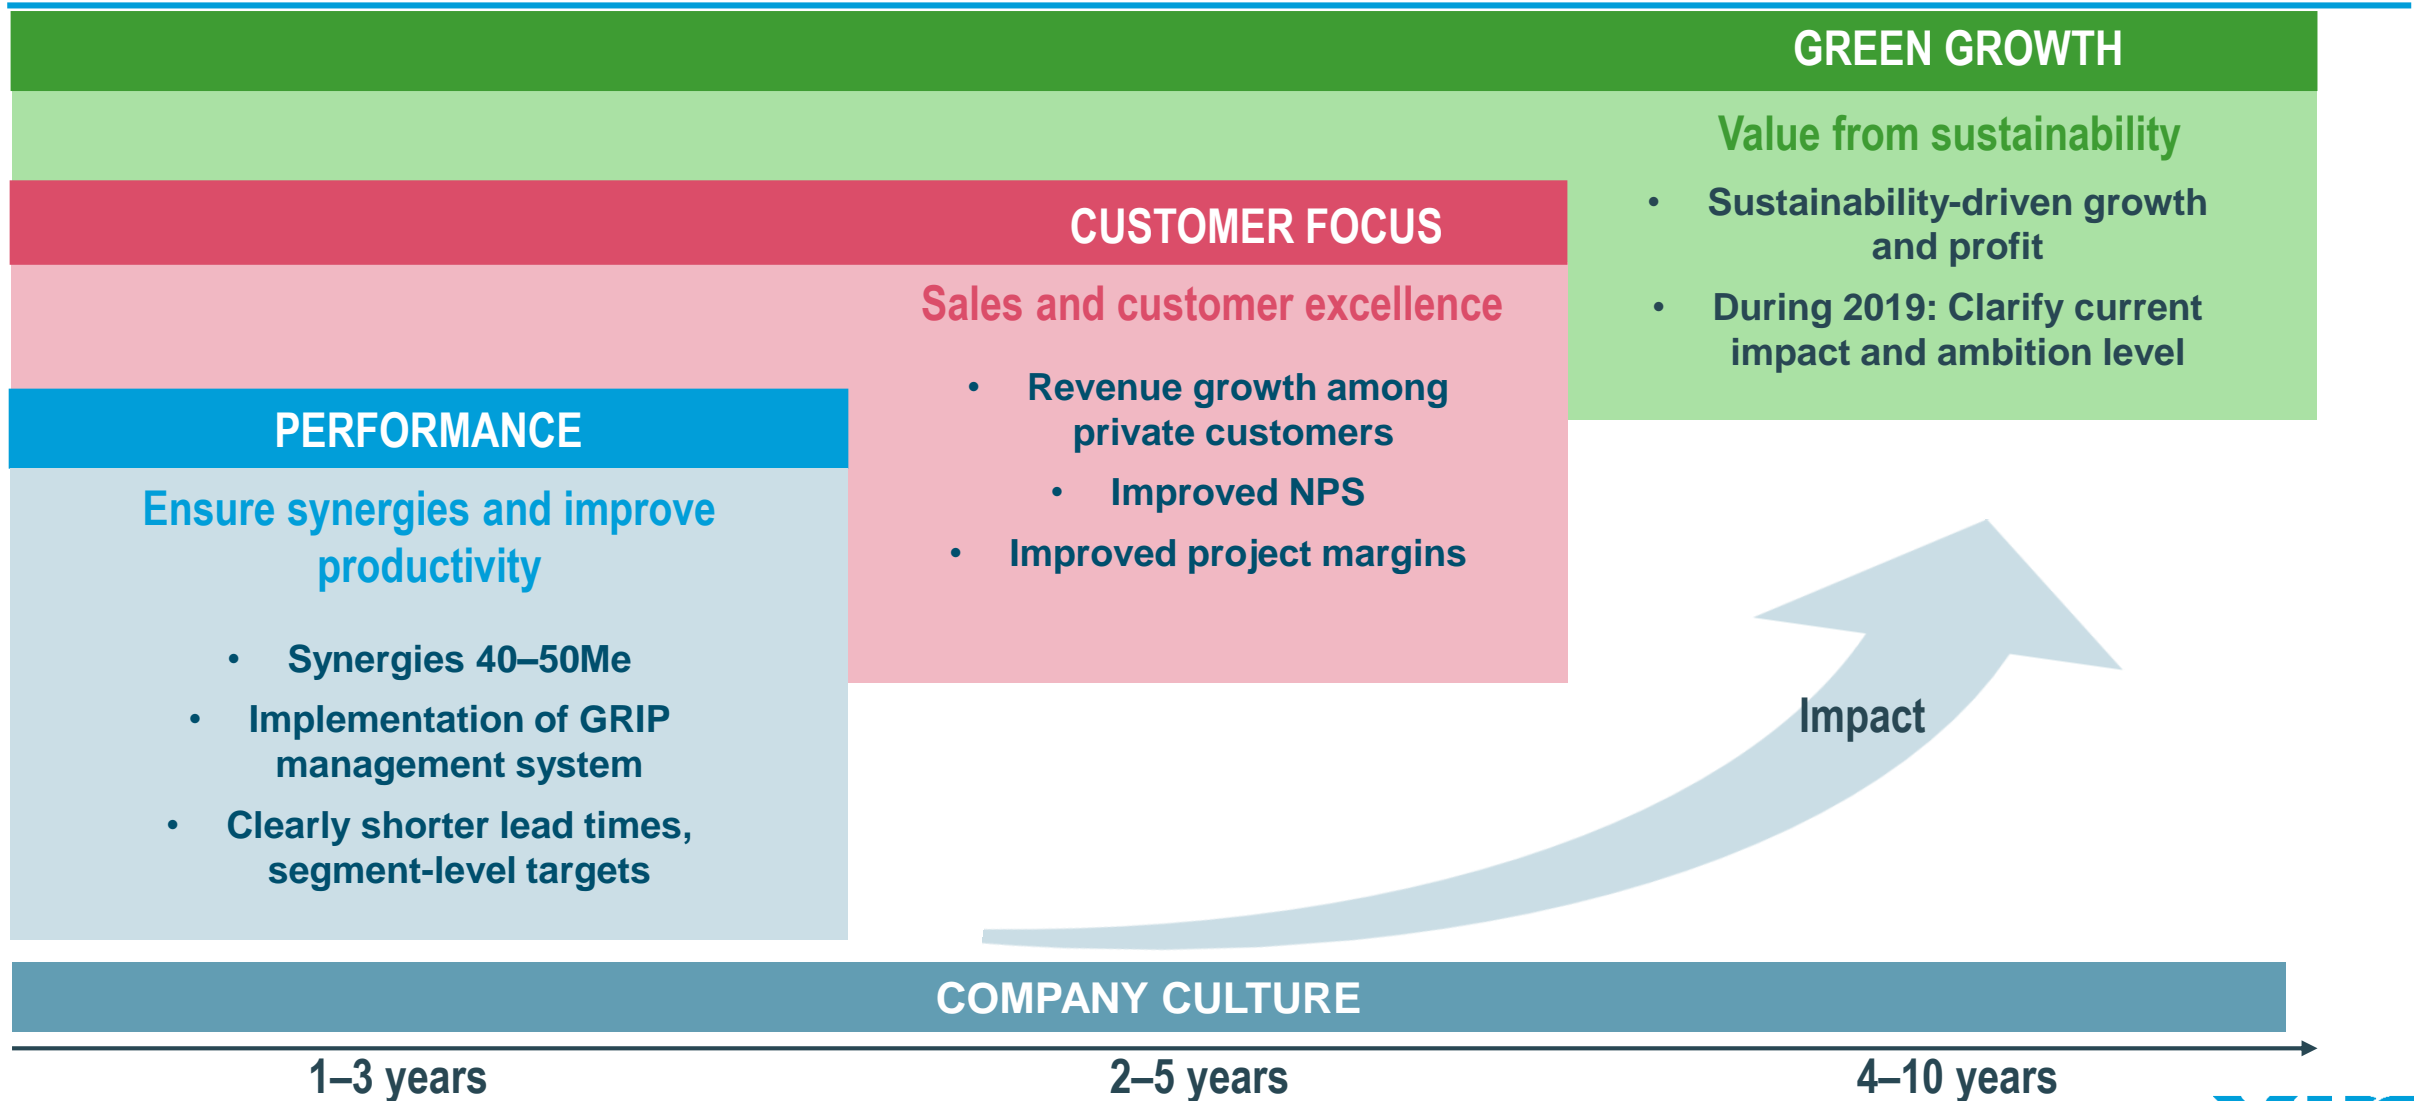 GREEN GROWTH
Value from sustainability
• Sustainability-driven growth
and profit
• During 2019: Clarify current
impact and ambition level
CUSTOMER FOCUS
Sales and customer excellence
• Revenue growth among
private customers
• Improved NPS
• Improved project margins
PERFORMANCE
Ensure synergies and improve
productivity
• Synergies 40–50Me
• Implementation of GRIP
management system
• Clearly shorter lead times,
segment-level targets
Impact
COMPANY CULTURE
1–3 years
2–5 years
4–10 years